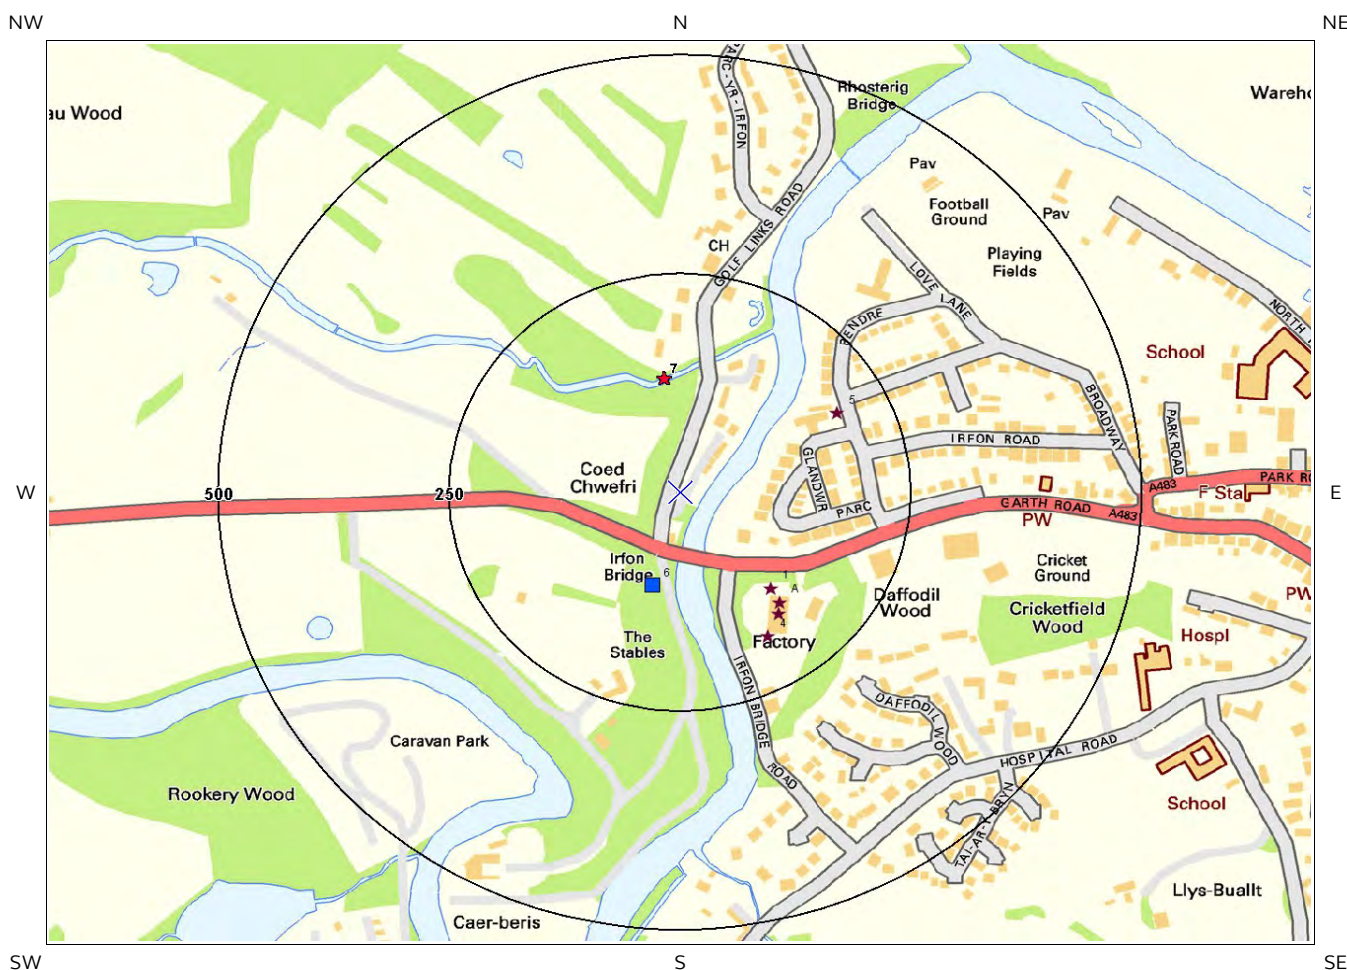 NW
N
NE
au Wood
PARC-YR-IRFON
Rhosterig
Bridge
Wareho
Pav
Football
Ground
Pav
Playing
Fields
CH
GOLF LINKS ROAD
LOVE LANE
PENDRE
NORTH
School
7
5
BROADWAY
PARK ROAD
IRFON ROAD
GLANDWR
PARC
Coed
Chwefri
W
500
250
E
A483
PARK RO
F Sta
GARTH ROAD
A483
PW
Irfon
Bridge
6
1
A
4
Factory
Daffodil
Wood
Cricket
Ground
Cricketfield
Wood
PW
Hospl
The
Stables
IRFON BRIDGE ROAD
DAFFODIL WOOD
HOSPITAL ROAD
Caravan Park
Rookery Wood
School
TAI-AR-Y-BRYN
Llys-Buallt
Caer-beris
SW
S
SE